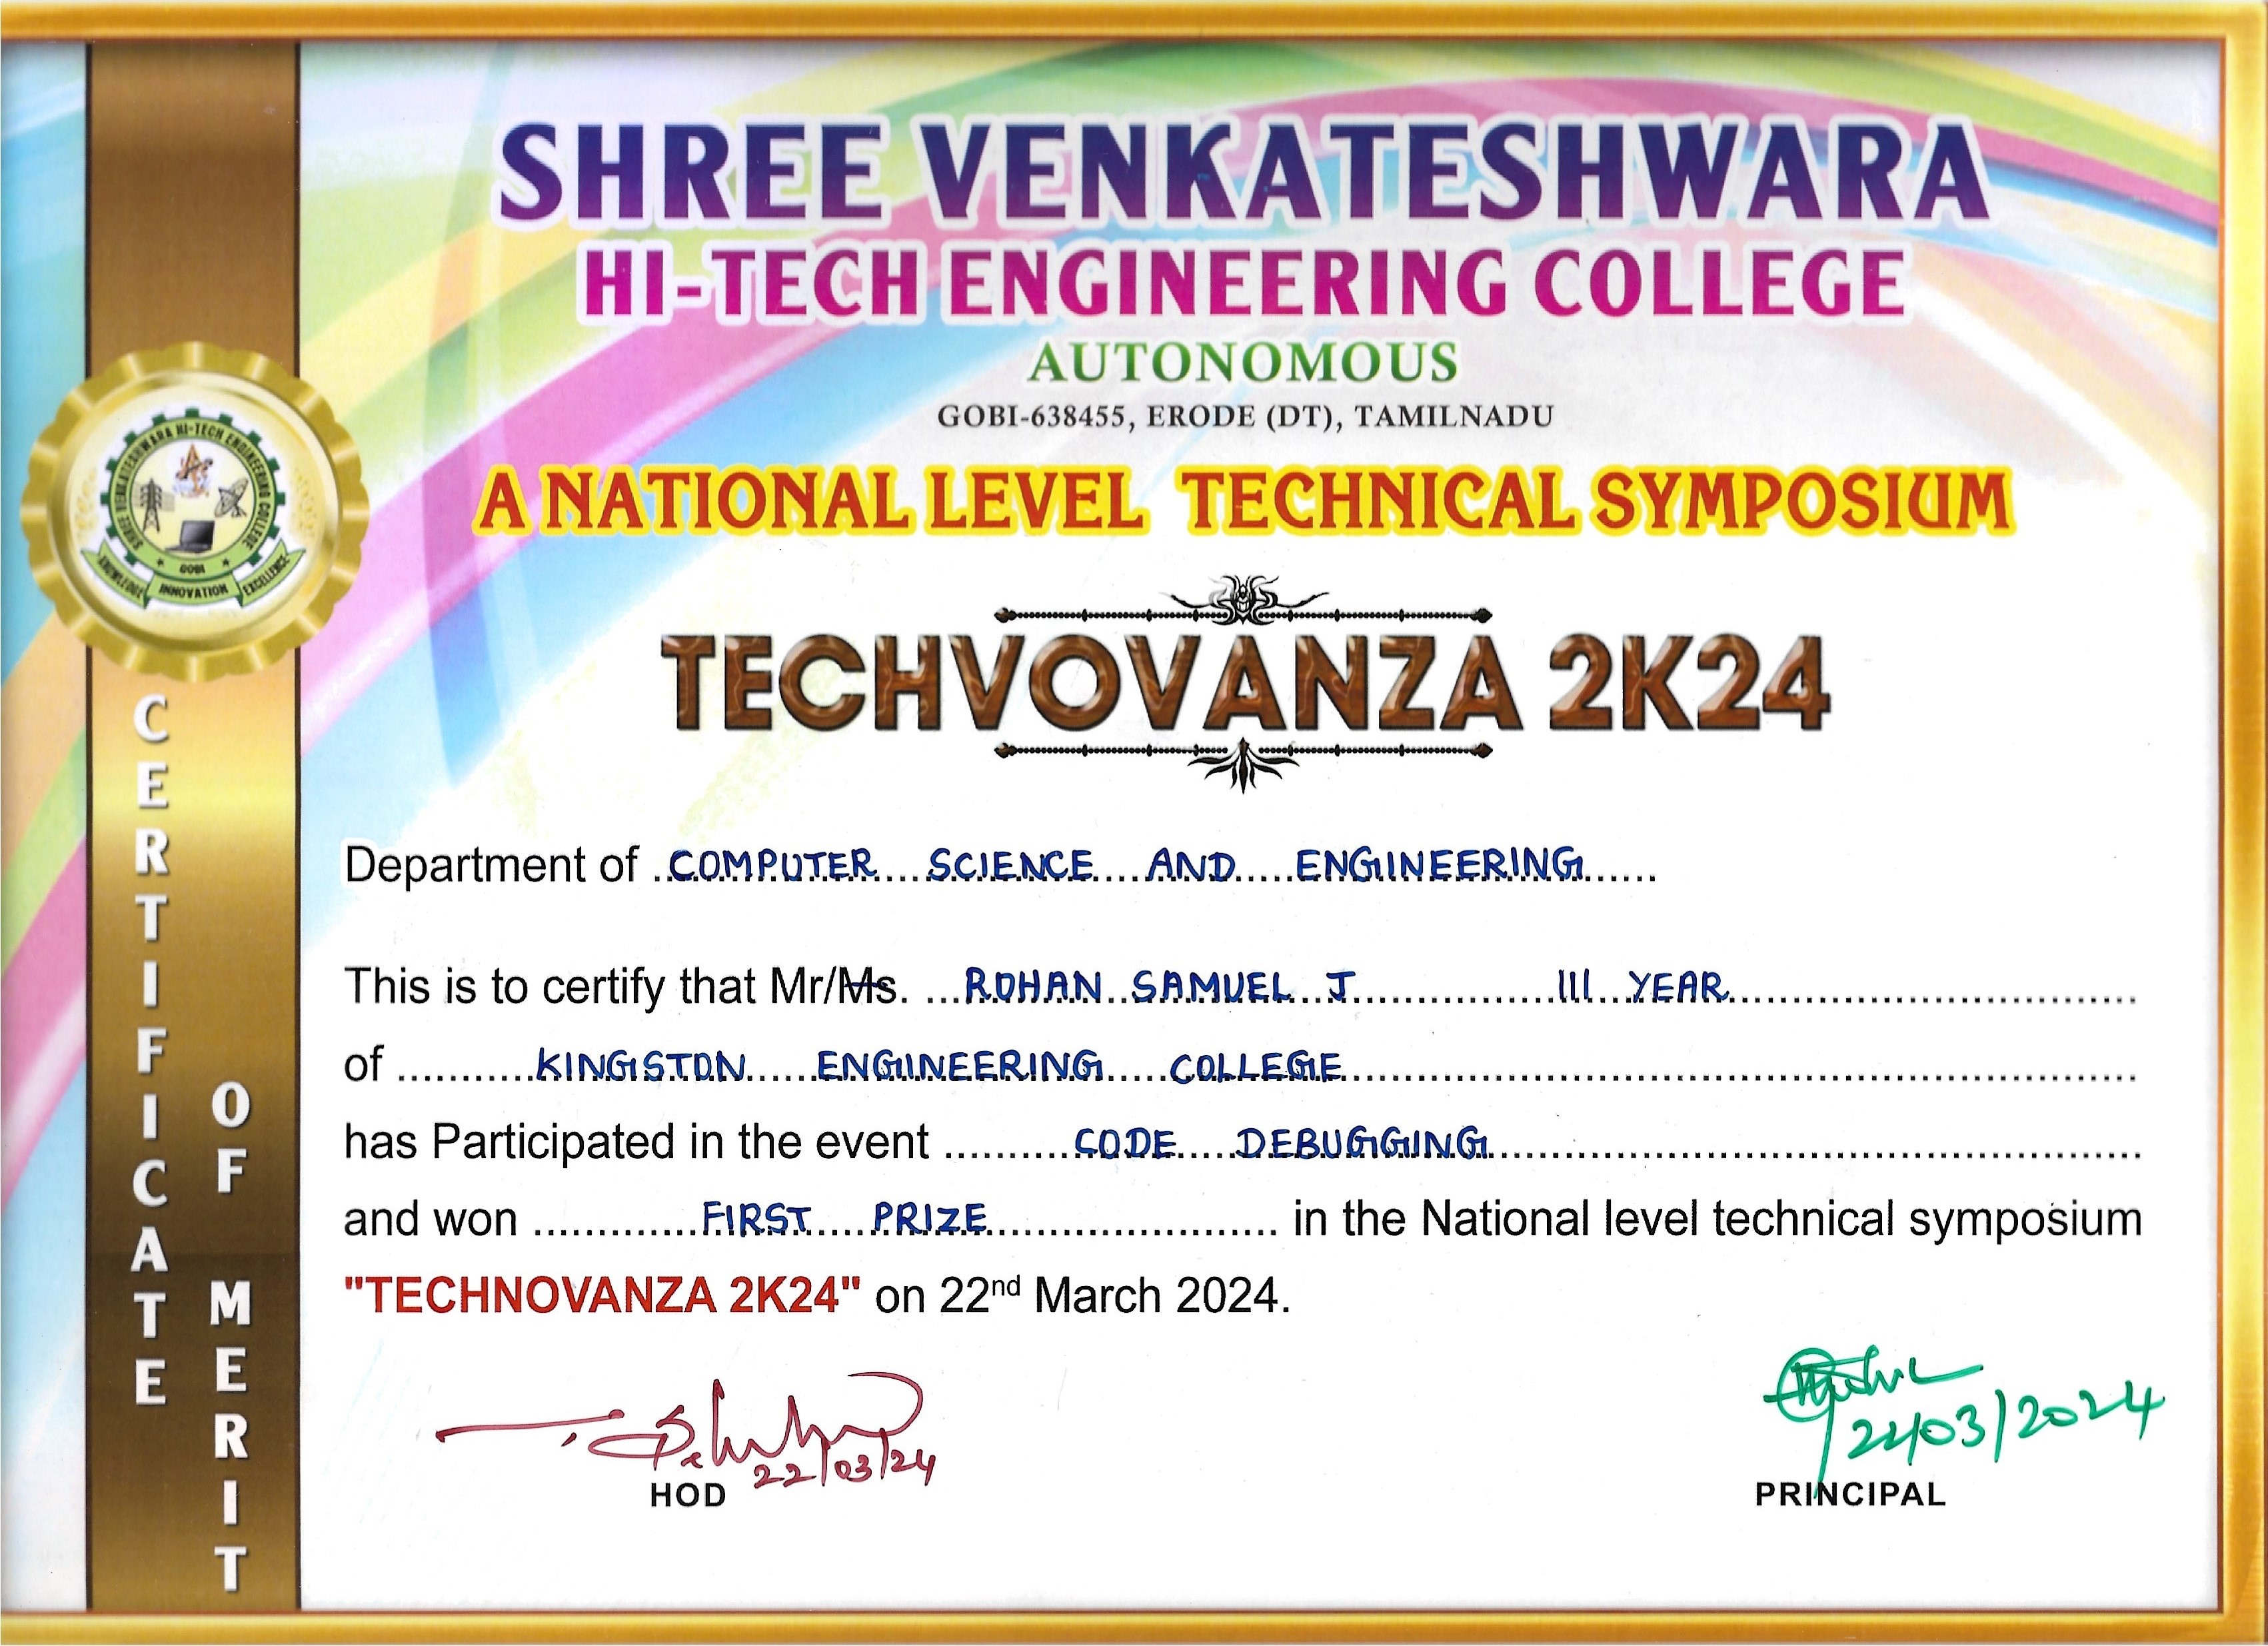 SHREE VENKATESHWARA
HI-TECH ENGINEERING COLLEGE
AUTONOMOUS
GOBI-638455, ERODE (DT), TAMILNADU
A NATIONAL LEVEL TECHNICAL SYMPOSIUM
SHREE VENKATESHWARA HI-TECH ENGINEERING COLLEGE
GOBI
KNOWLEDGE INNOVATION EXCELLENCE
TECHVOVANZA 2K24
CERTIFICATE
OF MERIT
Department of COMPUTER SCIENCE AND ENGINEERING
This is to certify that Mr/Ms. ROHAN SAMUEL J III YEAR
of KINGSTON ENGINEERING COLLEGE
has Participated in the event CODE DEBUGGING
and won FIRST PRIZE in the National level technical symposium
"TECHNOVANZA 2K24" on 22nd March 2024.
22/03/24
22/03/2024
HOD
PRINCIPAL